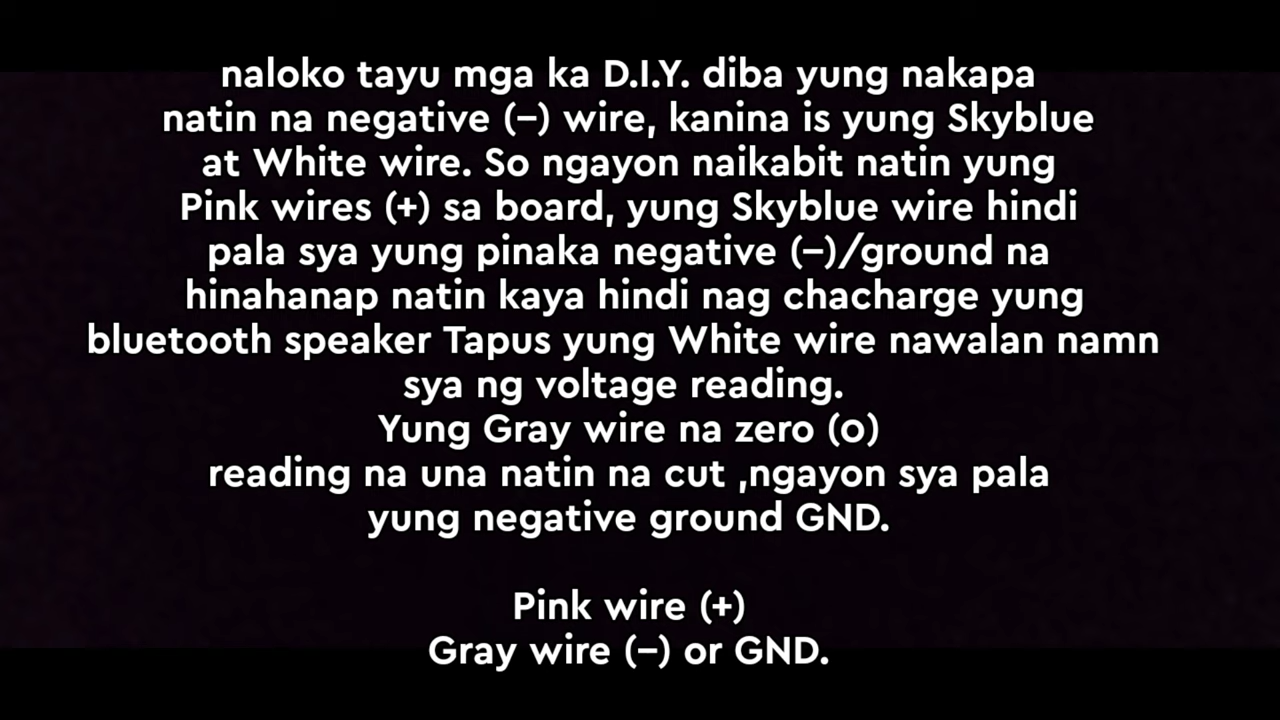 naloko tayu mga ka D.I.Y. diba yung nakapa
natin na negative (–) wire, kanina is yung Skyblue
at White wire. So ngayon naikabit natin yung
Pink wires (+) sa board, yung Skyblue wire hindi
pala sya yung pinaka negative (–)/ground na
hinahanap natin kaya hindi nag chacharge yung
bluetooth speaker Tapus yung White wire nawalan namn
sya ng voltage reading.
Yung Gray wire na zero (o)
reading na una natin na cut ,ngayon sya pala
yung negative ground GND.
Pink wire (+)
Gray wire (–) or GND.